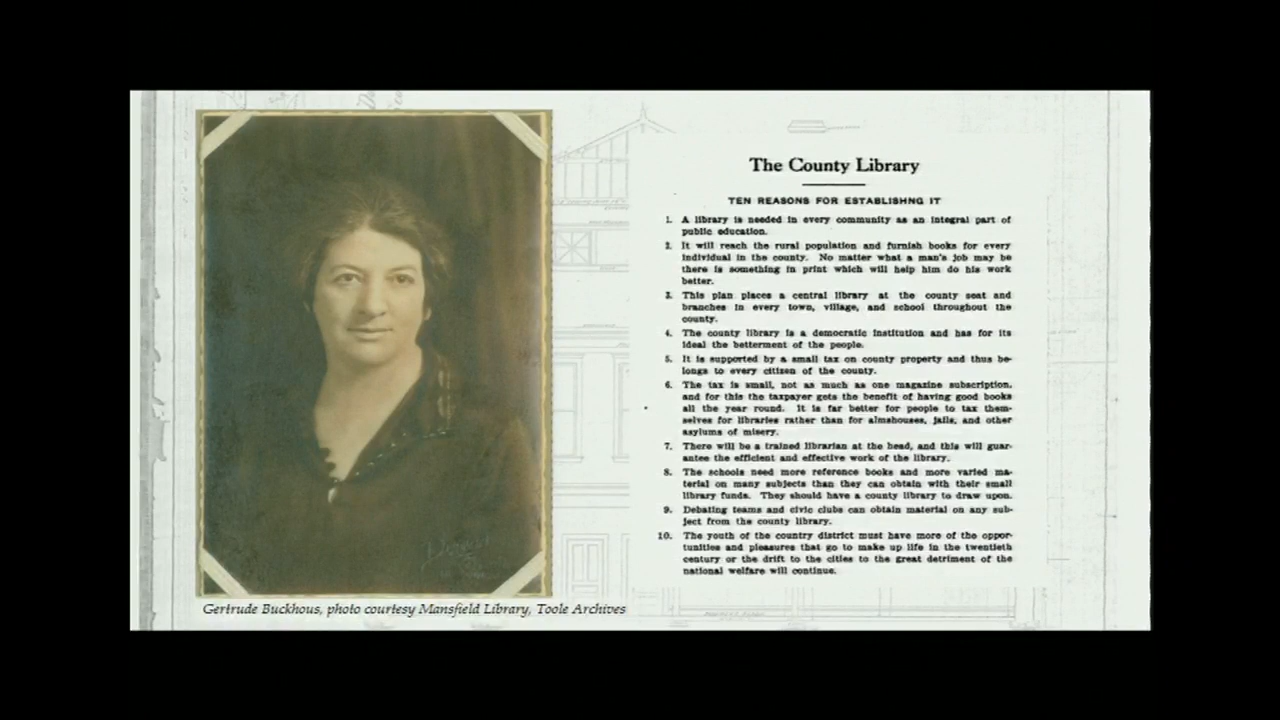 The County Library
TEN REASONS FOR ESTABLISHNG IT
1. A library is needed in every community as an integral part of
public education.
2. It will reach the rural population and furnish books for every
individual in the county. No matter what a man's job may be
there is something in print which will help him do his work
better.
3. This plan places a central library at the county seat and
branches in every town, village, and school throughout the
county.
4. The county library is a democratic institution and has for its
ideal the betterment of the people.
5. It is supported by a small tax on county property and thus be-
longs to every citizen of the county.
6. The tax is small, not as much as one magazine subscription,
and for this the taxpayer gets the benefit of having good books
all the year round. It is far better for people to tax them-
selves for libraries rather than for almshouses, jails, and other
asylums of misery.
7. There will be a trained librarian at the head, and this will guar-
antee the efficient and effective work of the library.
8. The schools need more reference books and more varied ma-
terial on many subjects than they can obtain with their small
library funds. They should have a county library to draw upon.
9. Debating teams and civic clubs can obtain material on any sub-
ject from the county library.
10. The youth of the country district must have more of the oppor-
tunities and pleasures that go to make up life in the twentieth
century or the drift to the cities to the great detriment of the
national welfare will continue.
Gertrude Buckhous, photo courtesy Mansfield Library, Toole Archives